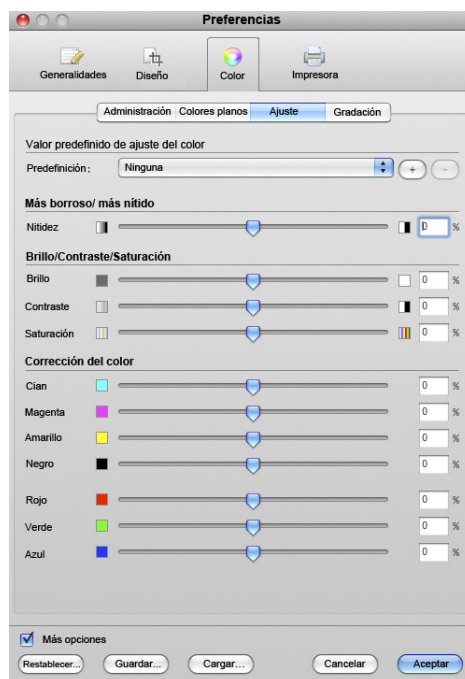 Preferencias
Generalidades Diseño Color Impresora
Administración Colores planos Ajuste Gradación
Valor predefinido de ajuste del color
Predefinición: Ninguna + -
Más borroso/ más nítido
Nitidez 0 %
Brillo/Contraste/Saturación
Brillo 0 %
Contraste 0 %
Saturación 0 %
Corrección del color
Cian 0 %
Magenta 0 %
Amarillo 0 %
Negro 0 %
Rojo 0 %
Verde 0 %
Azul 0 %
Más opciones
Restablecer... Guardar... Cargar... Cancelar Aceptar